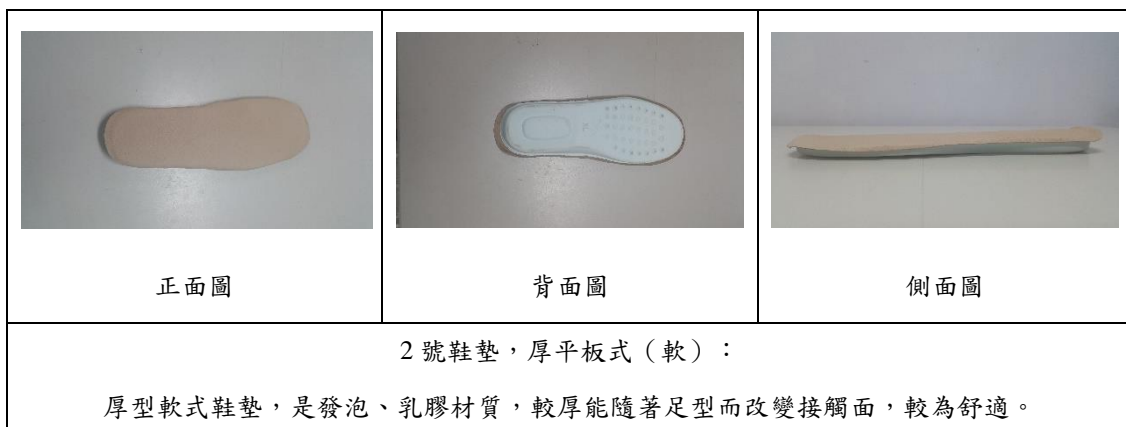 正面圖
背面圖
側面圖
2 號鞋墊，厚平板式（軟）：
厚型軟式鞋墊，是發泡、乳膠材質，較厚能隨著足型而改變接觸面，較為舒適。